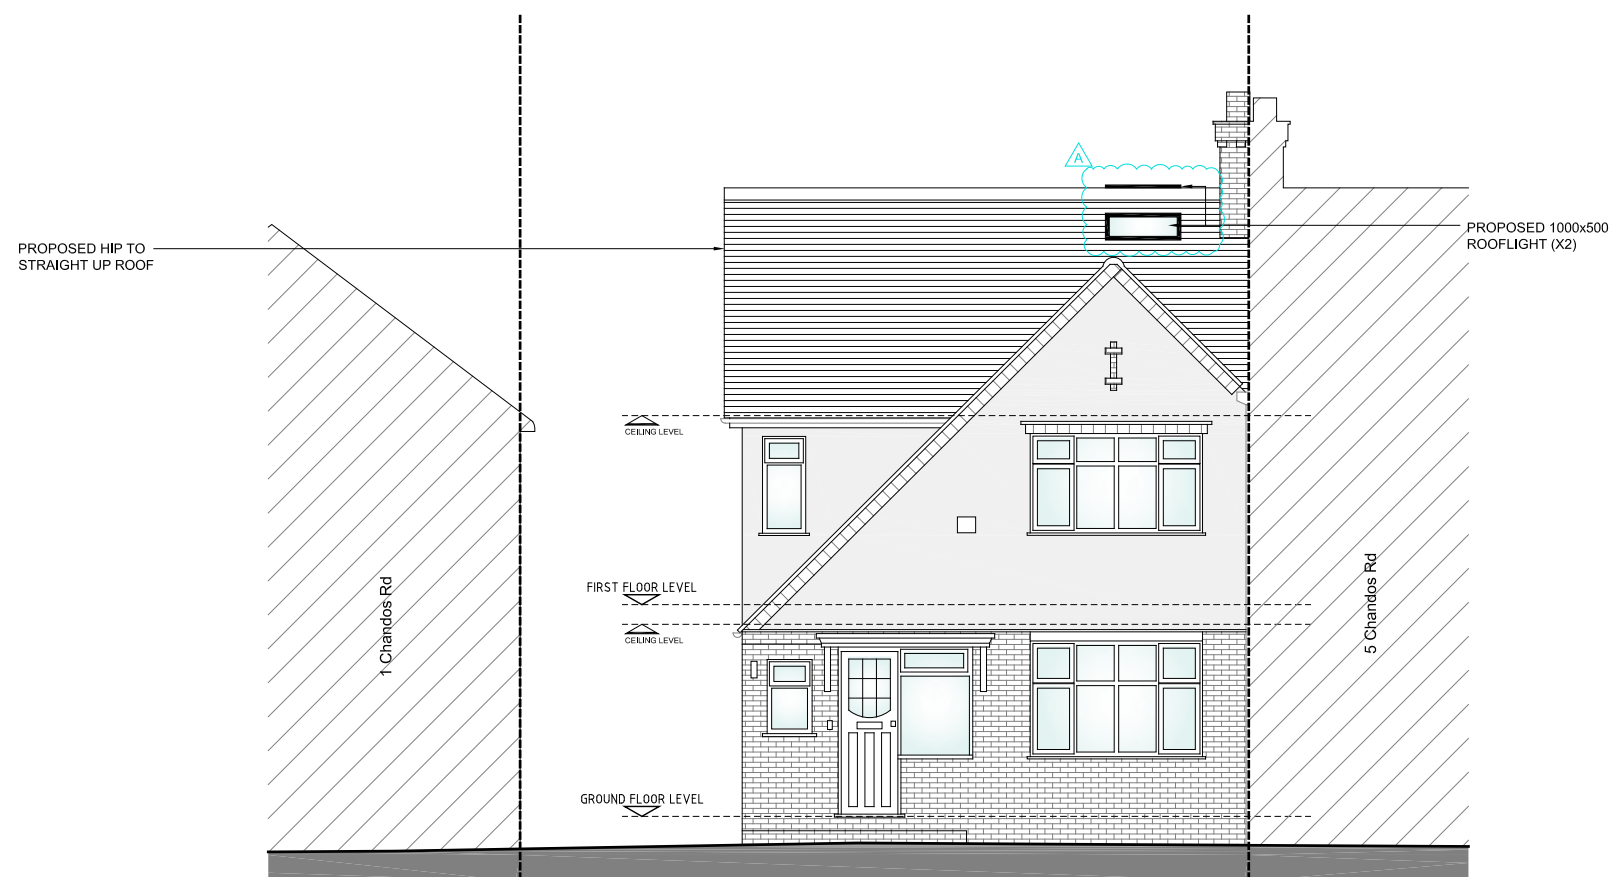 A
PROPOSED HIP TO
STRAIGHT UP ROOF
PROPOSED 1000x500
ROOFLIGHT (X2)
CEILING LEVEL
FIRST FLOOR LEVEL
CEILING LEVEL
1 Chandos Rd
5 Chandos Rd
GROUND FLOOR LEVEL